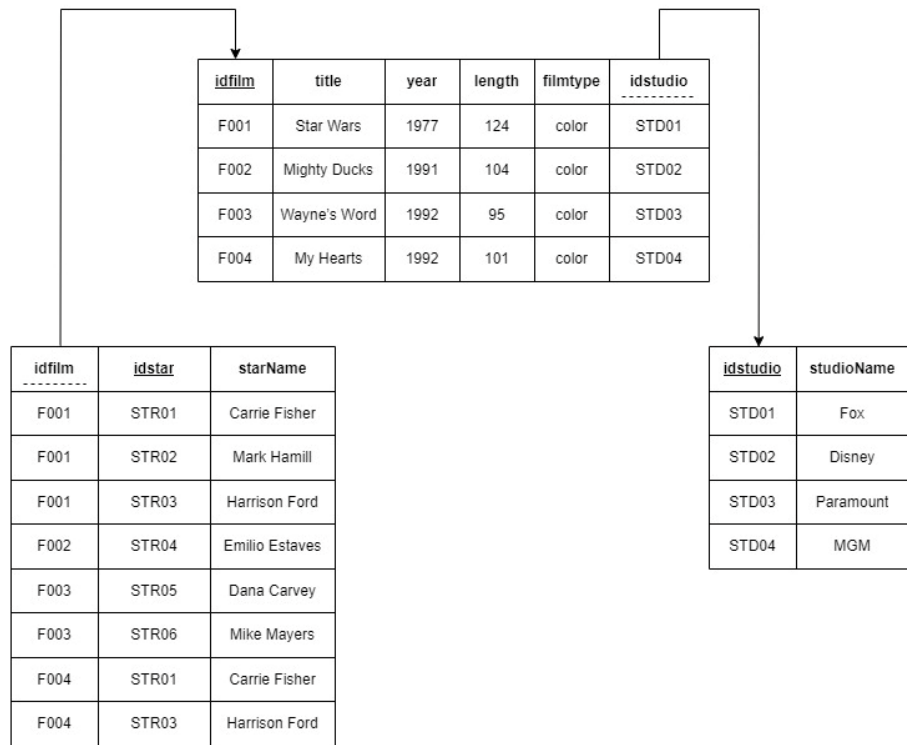 idfilm title year length filmtype idstudio
F001 Star Wars 1977 124 color STD01
F002 Mighty Ducks 1991 104 color STD02
F003 Wayne's Word 1992 95 color STD03
F004 My Hearts 1992 101 color STD04
idfilm idstar starName
F001 STR01 Carrie Fisher
F001 STR02 Mark Hamill
F001 STR03 Harrison Ford
F002 STR04 Emilio Estaves
F003 STR05 Dana Carvey
F003 STR06 Mike Mayers
F004 STR01 Carrie Fisher
F004 STR03 Harrison Ford
idstudio studioName
STD01 Fox
STD02 Disney
STD03 Paramount
STD04 MGM